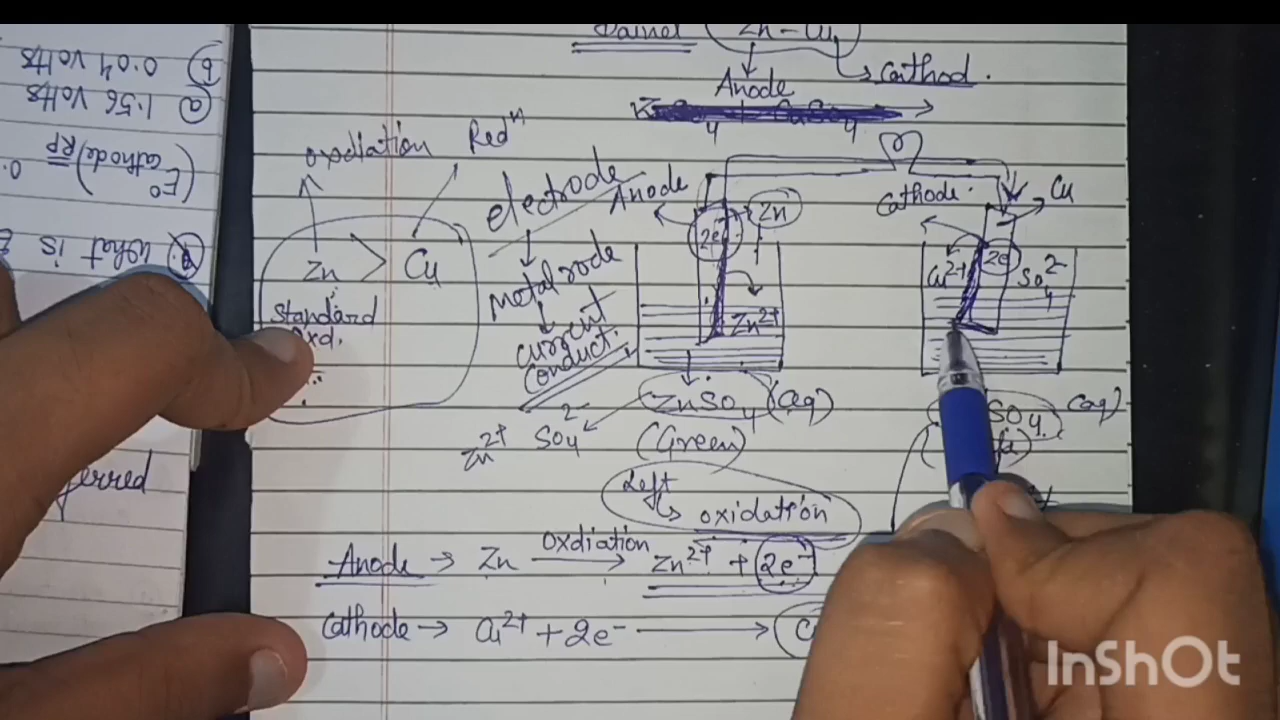 Zn - Cu
Cathod.
Anode
oxdiation
Redⁿ
electrode
Anode
Zn
Cathode.
Cu
2e
Zn > Cu
Metal rode
Zn²⁺
Cu²⁺
2e
SO₄²⁻
Standard
Oxd.
current
conduct.
ZnSO₄ (aq)
SO₄ (aq)
Zn²⁺ SO₄²⁻
(Green)
Left
oxidation
Anode → Zn Oxdiation → Zn²⁺ + 2e⁻
Cathode → Cu²⁺ + 2e⁻ →
(b) 0.04 volts
(a) 1.56 volts
(E°cathode)RP = 0.
Q. What is
ferred
InShOt